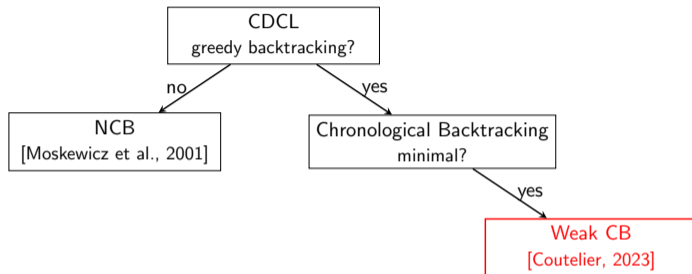 CDCL
greedy backtracking?
no
yes
NCB
[Moskewicz et al., 2001]
Chronological Backtracking
minimal?
yes
Weak CB
[Coutelier, 2023]